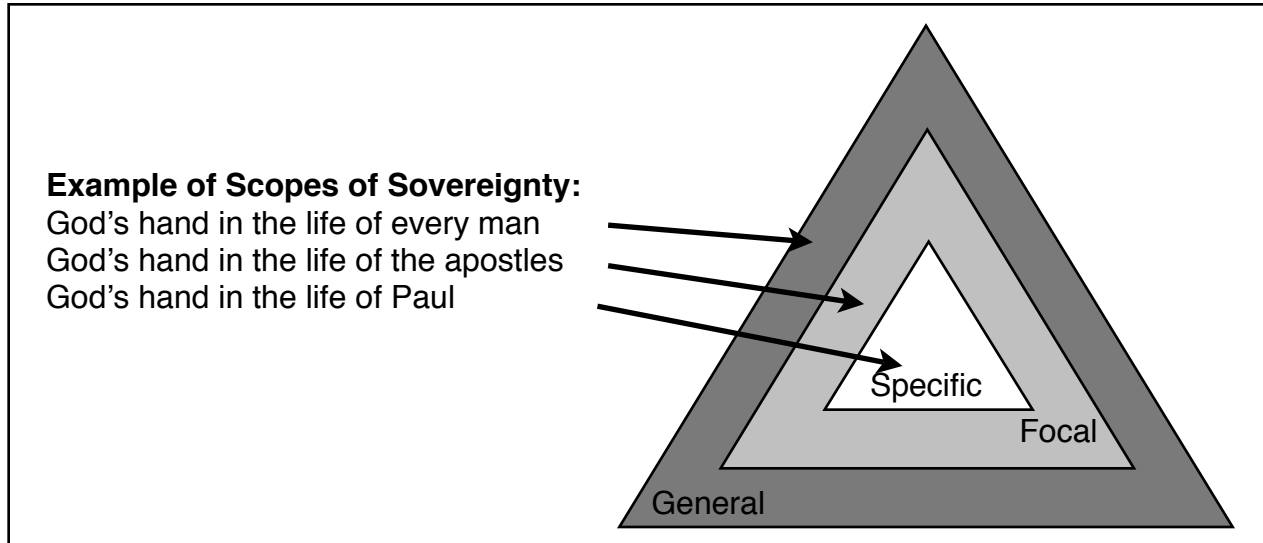 Example of Scopes of Sovereignty:
God’s hand in the life of every man
God’s hand in the life of the apostles
God’s hand in the life of Paul
Specific
Focal
General